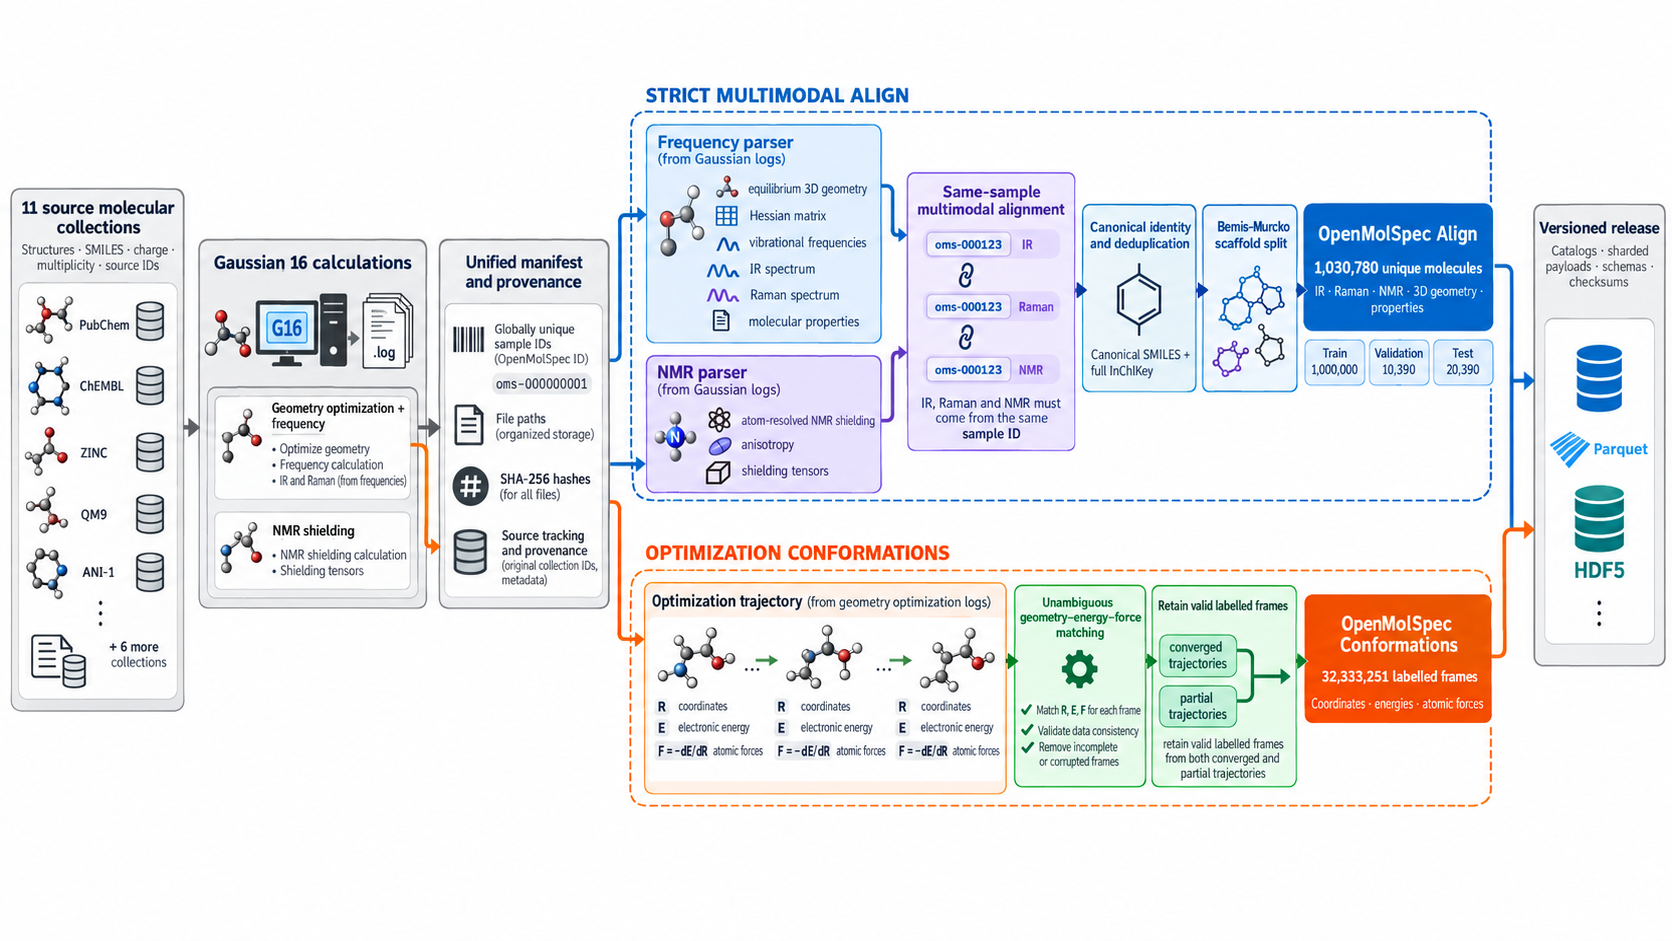 11 source molecular
collections
Structures · SMILES · charge ·
multiplicity · source IDs
PubChem
ChEMBL
ZINC
QM9
ANI-1
+ 6 more
collections
Gaussian 16 calculations
G16
.log
Geometry optimization +
frequency
• Optimize geometry
• Frequency calculation
• IR and Raman (from frequencies)
NMR shielding
• NMR shielding calculation
• Shielding tensors
Unified manifest
and provenance
Globally unique
sample IDs
(OpenMolSpec ID)
oms-000000001
File paths
(organized storage)
#
SHA-256 hashes
(for all files)
Source tracking
and provenance
(original collection IDs,
metadata)
STRICT MULTIMODAL ALIGN
Frequency parser
(from Gaussian logs)
equilibrium 3D geometry
Hessian matrix
vibrational frequencies
IR spectrum
Raman spectrum
molecular properties
NMR parser
(from Gaussian logs)
N
atom-resolved NMR shielding
anisotropy
shielding tensors
Same-sample
multimodal alignment
oms-000123 IR
oms-000123 Raman
oms-000123 NMR
IR, Raman and NMR must
come from the same
sample ID
Canonical identity
and deduplication
Canonical SMILES +
full InChIKey
Bemis-Murcko
scaffold split
OpenMolSpec Align
1,030,780 unique molecules
IR · Raman · NMR · 3D geometry ·
properties
Train
1,000,000
Validation
10,390
Test
20,390
OPTIMIZATION CONFORMATIONS
Optimization trajectory (from geometry optimization logs)
... ...
R coordinates
E electronic energy
F = -dE/dR atomic forces
R coordinates
E electronic energy
F = -dE/dR atomic forces
R coordinates
E electronic energy
F = -dE/dR atomic forces
Unambiguous
geometry-energy-force
matching
✓ Match R, E, F for each frame
✓ Validate data consistency
✓ Remove incomplete
or corrupted frames
Retain valid labelled frames
converged
trajectories
partial
trajectories
retain valid labelled frames
from both converged and
partial trajectories
OpenMolSpec
Conformations
32,333,251 labelled frames
Coordinates · energies · atomic forces
Versioned release
Catalogs · sharded
payloads · schemas ·
checksums
Parquet
HDF5